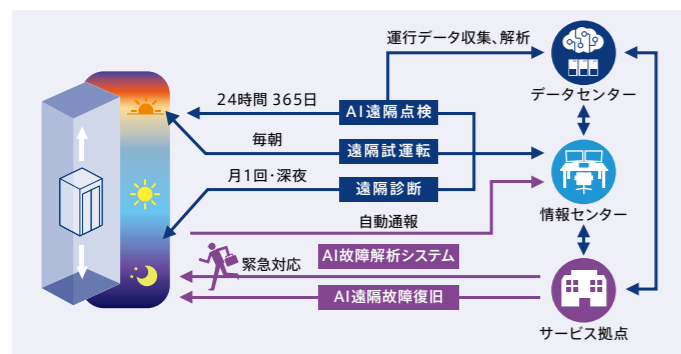 運行データ収集、解析
データセンター
24時間 365日
AI遠隔点検
毎朝
遠隔試運転
月1回・深夜
遠隔診断
自動通報
情報センター
緊急対応
AI故障解析システム
AI遠隔故障復旧
サービス拠点